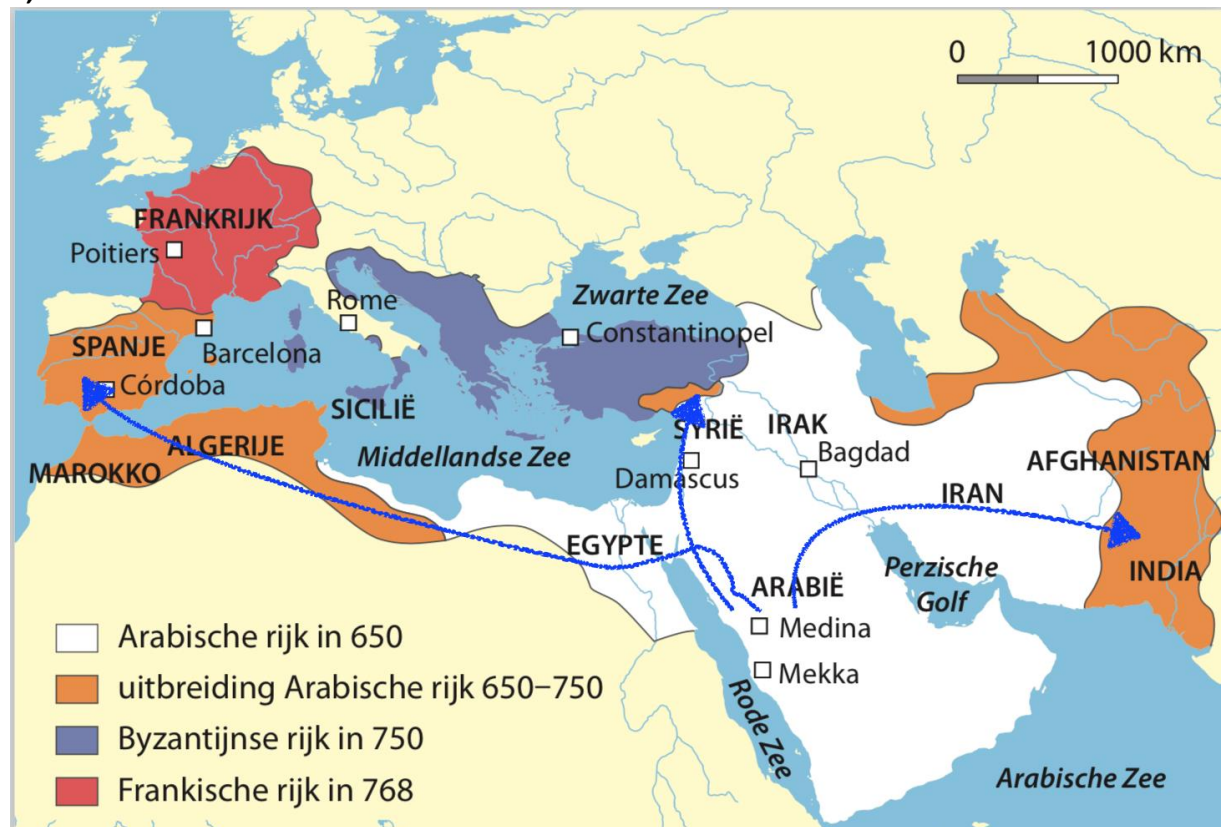 )
0 1000 km
FRANKRIJK
Poitiers
Rome
Zwarte Zee
Constantinopel
SPANJE
Barcelona
Córdoba
SICILIË
SYRIË
IRAK
ALGERIJE
Middellandse Zee
Damascus
Bagdad
AFGHANISTAN
MAROKKO
IRAN
EGYPTE
ARABIË
Perzische
Golf
INDIA
Medina
Mekka
Rode Zee
Arabische Zee
Arabische rijk in 650
uitbreiding Arabische rijk 650–750
Byzantijnse rijk in 750
Frankische rijk in 768